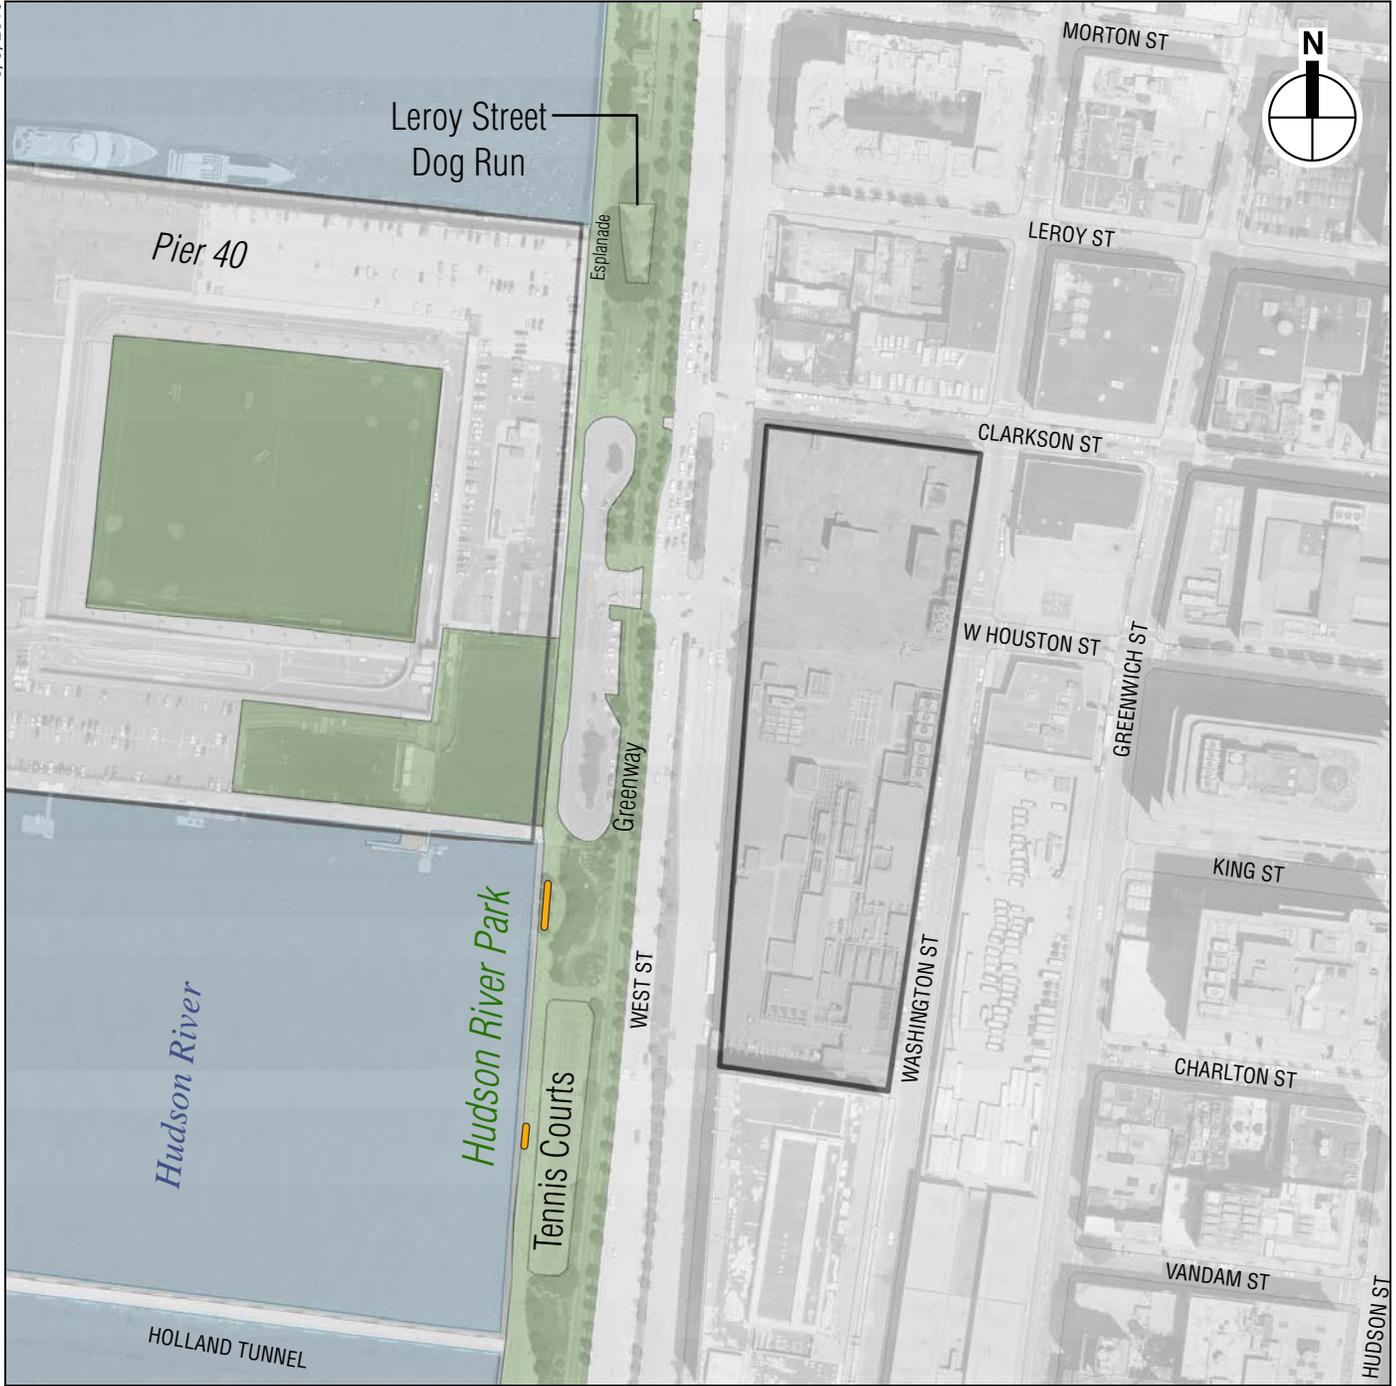 MORTON ST
N
Leroy Street
Dog Run
Pier 40
Esplanade
LEROY ST
CLARKSON ST
W HOUSTON ST
GREENWICH ST
Greenway
KING ST
Hudson River Park
WEST ST
WASHINGTON ST
Hudson River
Tennis Courts
CHARLTON ST
VANDAM ST
HUDSON ST
HOLLAND TUNNEL